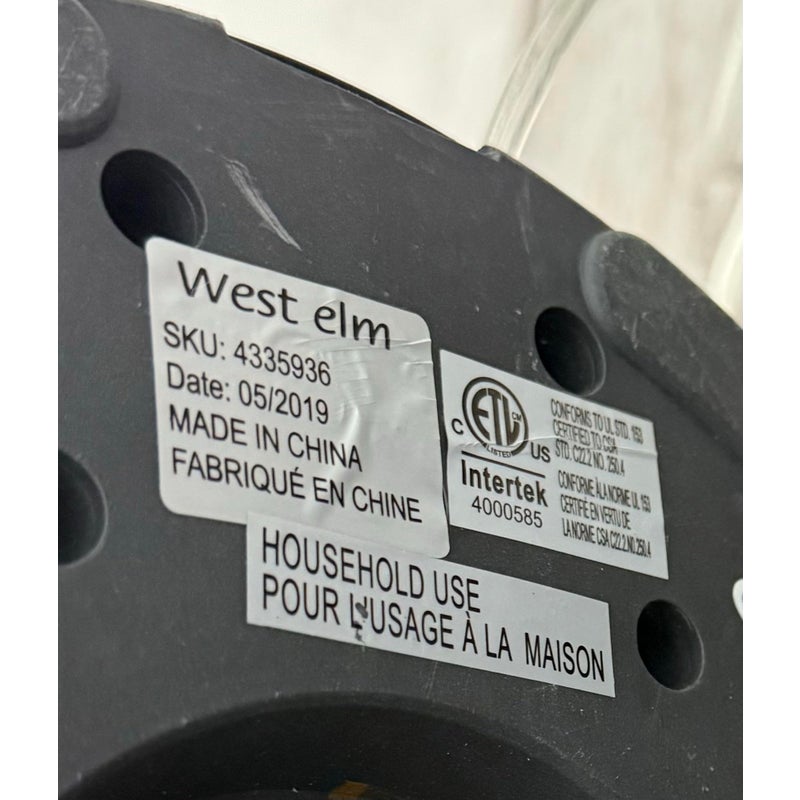 West elm
SKU: 4335936
Date: 05/2019
MADE IN CHINA
FABRIQUÉ EN CHINE
C ETL CM US
LISTED
Intertek
4000585
CONFORMS TO UL STD. 153
CERTIFIED TO CSA
STD. C22.2 NO. 250.4
CONFORME À LA NORME UL 153
CERTIFIÉ EN VERTU DE
LA NORME CSA C22.2 NO. 250.4
HOUSEHOLD USE
POUR L'USAGE À LA MAISON